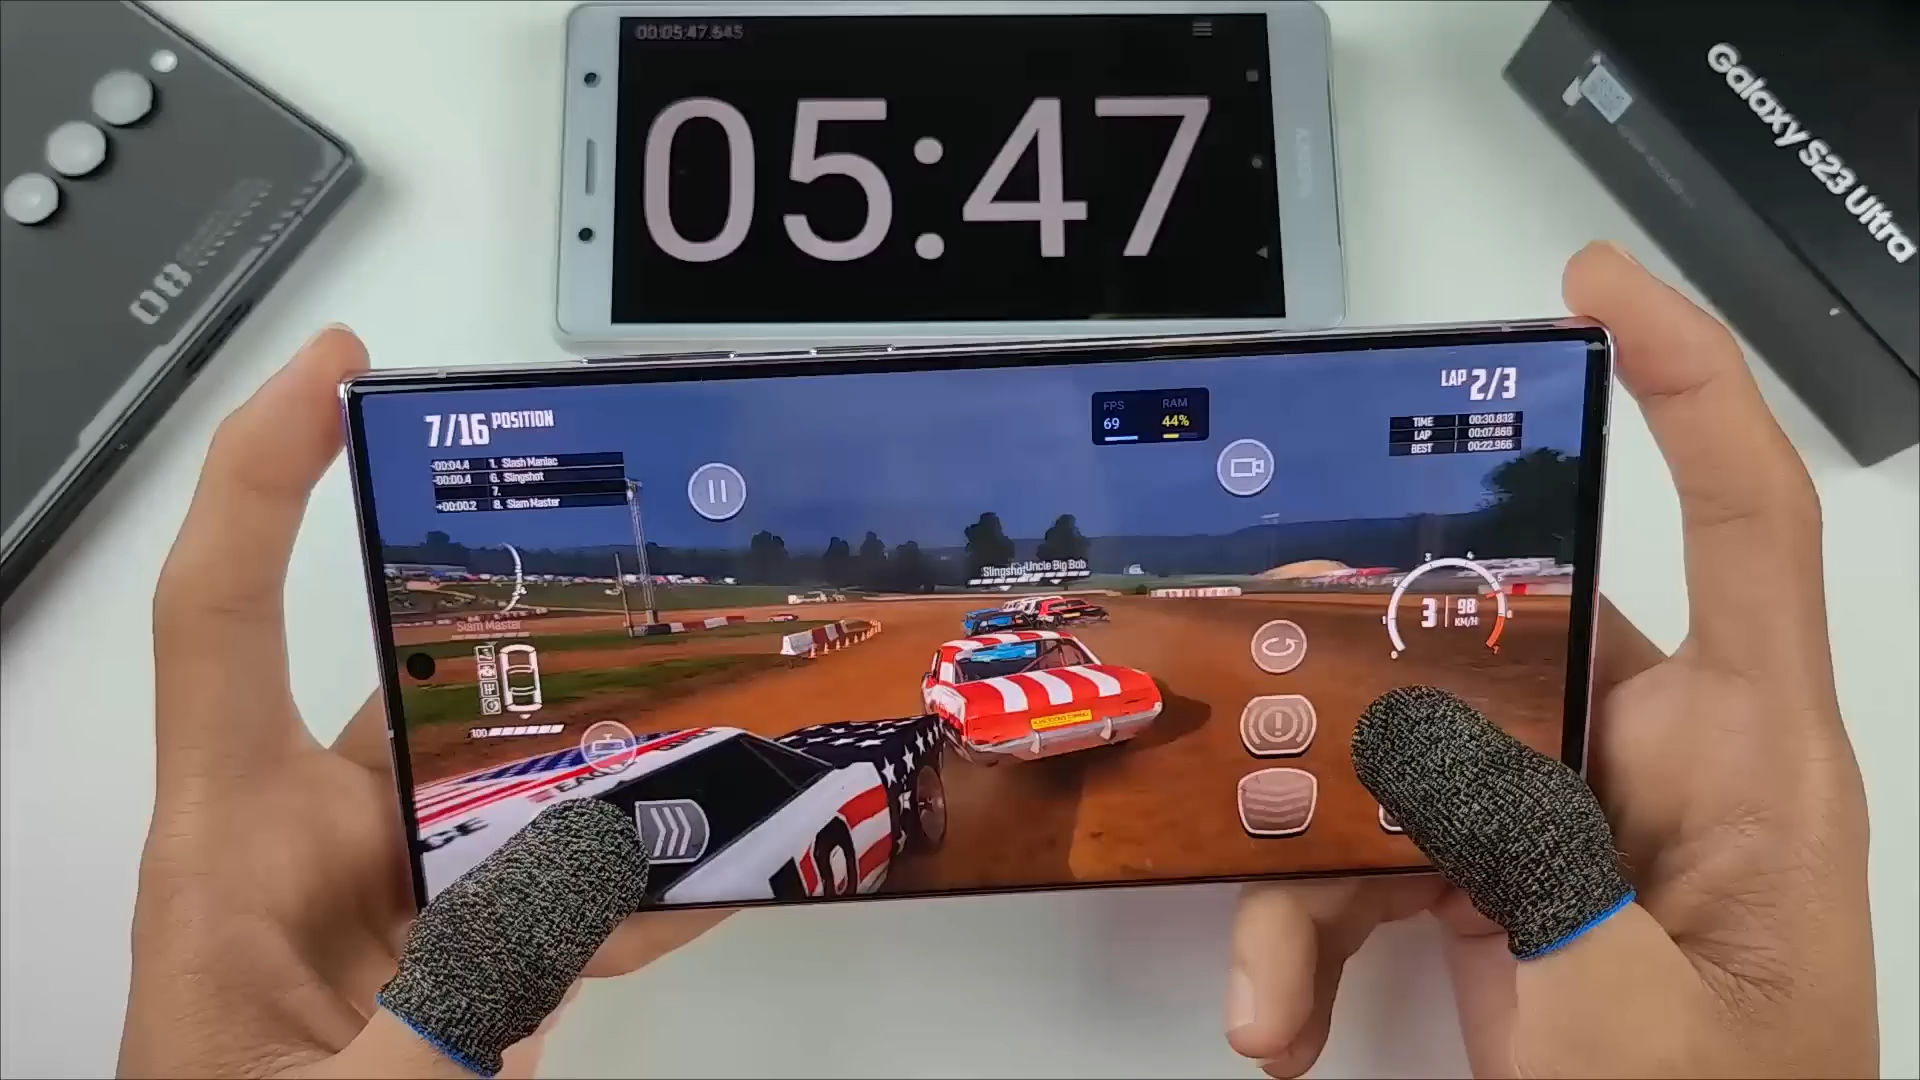 00:05:47.645
05:47
Galaxy S23 Ultra
08
XPERIA
7/16 POSITION
-00:04.4 1. Slash Maniac
-00:00.4 6. Slingshot
7.
+00:00.2 8. Slam Master
FPS RAM
69 44%
LAP 2/3
TIME 00:30.832
LAP 00:07.866
BEST 00:22.966
Slingshot Uncle Big Bob
3 98
KM/H
Slam Master
100